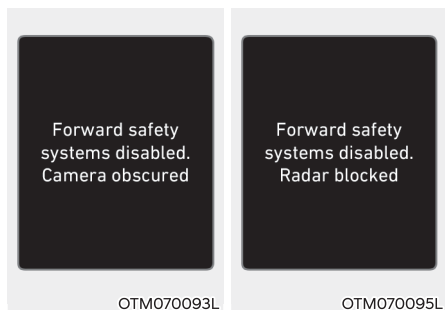 Forward safety
systems disabled.
Camera obscured
OTM070093L
Forward safety
systems disabled.
Radar blocked
OTM070095L